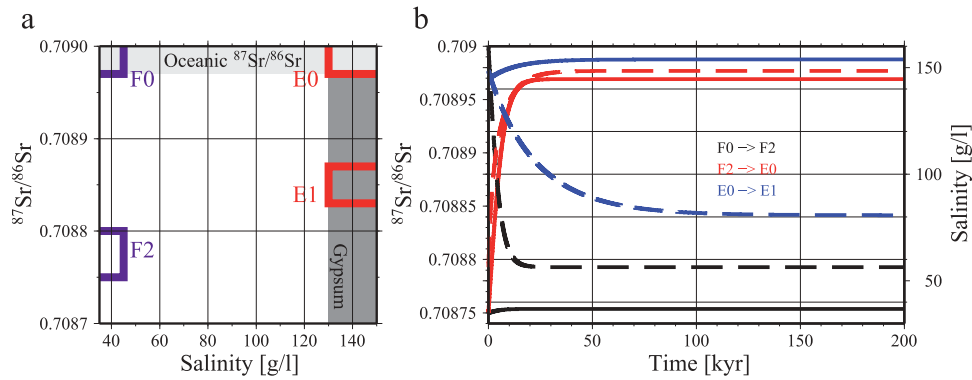 a
0.7090
0.7089
0.7088
0.7087
87Sr/86Sr
Oceanic 87Sr/86Sr
F0
E0
E1
F2
Gypsum
40 60 80 100 120 140
Salinity [g/l]
b
0.709
0.70895
0.7089
0.70885
0.7088
0.70875
87Sr/86Sr
F0 −> F2
F2 −> E0
E0 −> E1
150
100
50
Salinity [g/l]
0 50 100 150 200
Time [kyr]